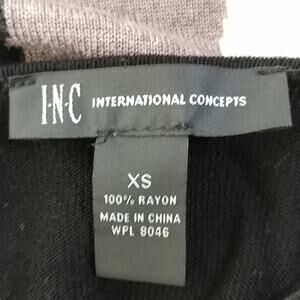 I·N·C INTERNATIONAL CONCEPTS
XS
100% RAYON
MADE IN CHINA
WPL 8046